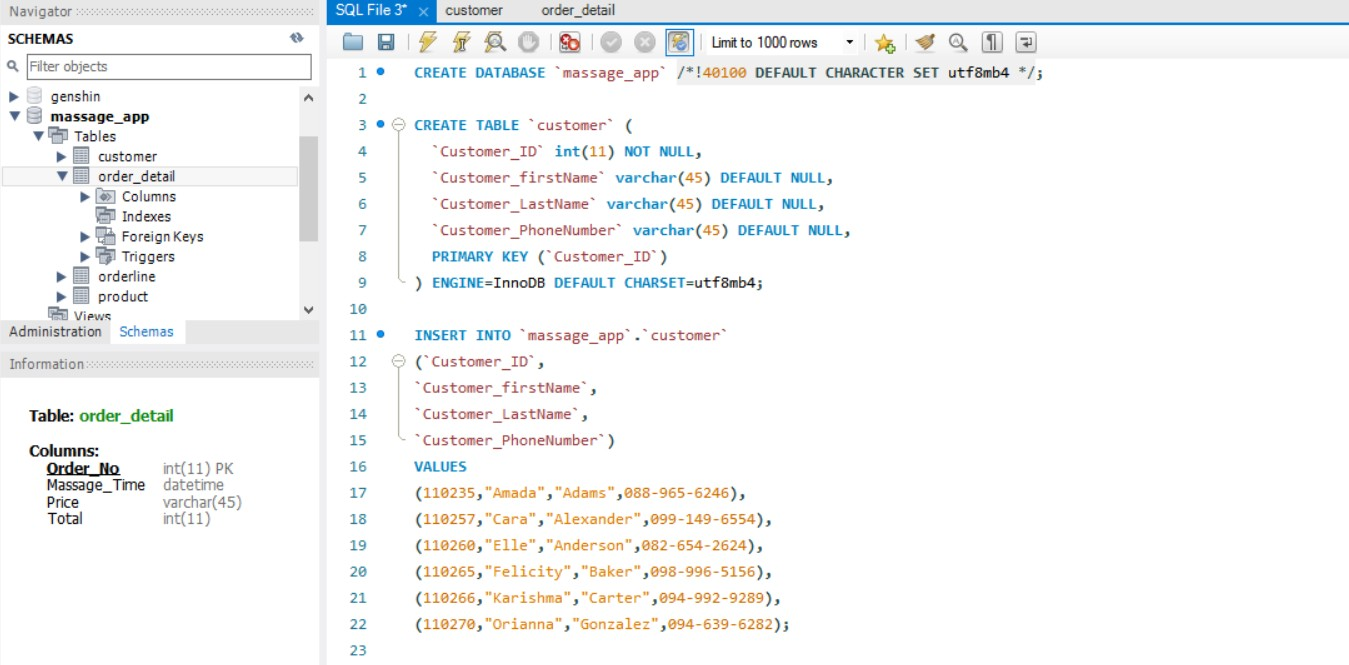 Navigator
SCHEMAS
Filter objects
genshin
massage_app
Tables
customer
order_detail
Columns
Indexes
Foreign Keys
Triggers
orderline
product
Views
Administration Schemas
Information
Table: order_detail
Columns:
Order_No int(11) PK
Massage_Time datetime
Price varchar(45)
Total int(11)
SQL File 3* customer order_detail
Limit to 1000 rows
1 CREATE DATABASE `massage_app` /*!40100 DEFAULT CHARACTER SET utf8mb4 */;
2
3 CREATE TABLE `customer` (
4 `Customer_ID` int(11) NOT NULL,
5 `Customer_firstName` varchar(45) DEFAULT NULL,
6 `Customer_LastName` varchar(45) DEFAULT NULL,
7 `Customer_PhoneNumber` varchar(45) DEFAULT NULL,
8 PRIMARY KEY (`Customer_ID`)
9 ) ENGINE=InnoDB DEFAULT CHARSET=utf8mb4;
10
11 INSERT INTO `massage_app`.`customer`
12 (`Customer_ID`,
13 `Customer_firstName`,
14 `Customer_LastName`,
15 `Customer_PhoneNumber`)
16 VALUES
17 (110235,"Amada","Adams",088-965-6246),
18 (110257,"Cara","Alexander",099-149-6554),
19 (110260,"Elle","Anderson",082-654-2624),
20 (110265,"Felicity","Baker",098-996-5156),
21 (110266,"Karishma","Carter",094-992-9289),
22 (110270,"Orianna","Gonzalez",094-639-6282);
23